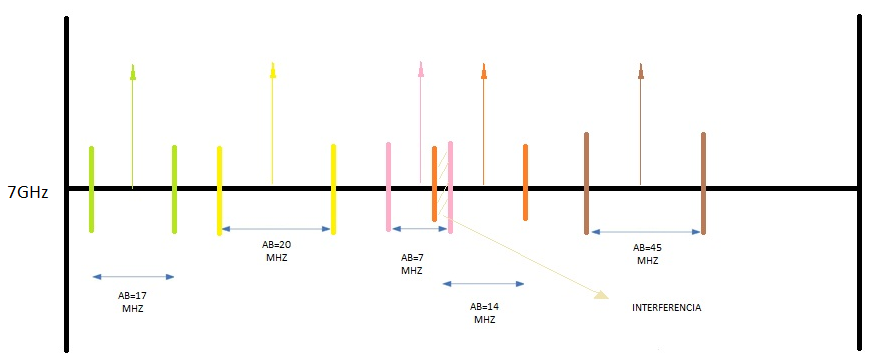 7GHz
AB=20
MHZ
AB=7
MHZ
AB=45
MHZ
AB=17
MHZ
AB=14
MHZ
INTERFERENCIA